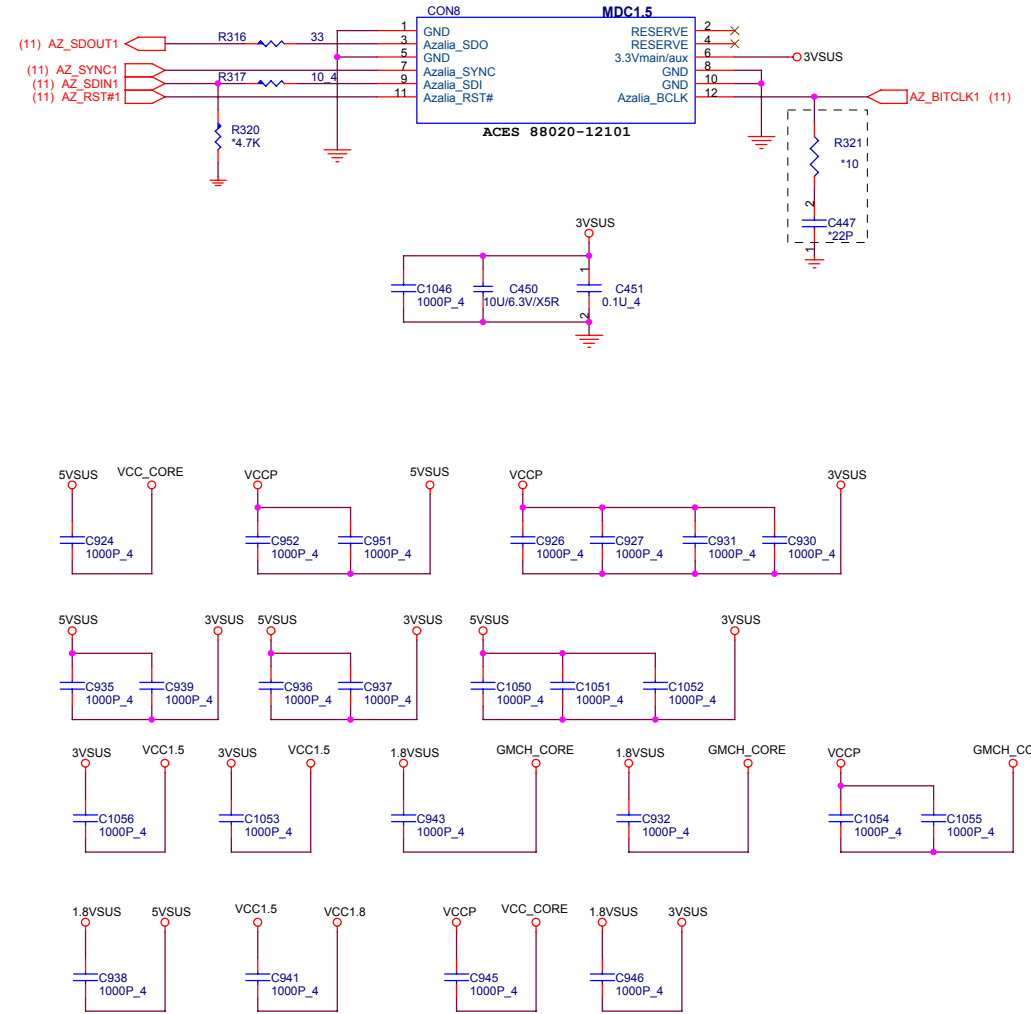 CON8 MDC1.5
(11) AZ_SDOUT1 R316 33 1 GND RESERVE 2
3 Azalia_SDO RESERVE 4
5 GND 3.3Vmain/aux 6 3VSUS
(11) AZ_SYNC1 7 Azalia_SYNC GND 8
(11) AZ_SDIN1 R317 10_4 9 Azalia_SDI GND 10
(11) AZ_RST#1 11 Azalia_RST# Azalia_BCLK 12 AZ_BITCLK1 (11)
ACES 88020-12101
R320
*4.7K
R321
*10
2
C447
*22P
1
3VSUS
1
C1046 C450 C451
1000P_4 10U/6.3V/X5R 0.1U_4
2
5VSUS VCC_CORE VCCP 5VSUS VCCP 3VSUS
C924 C952 C951 C926 C927 C931 C930
1000P_4 1000P_4 1000P_4 1000P_4 1000P_4 1000P_4 1000P_4
5VSUS 3VSUS 5VSUS 3VSUS 5VSUS 3VSUS
C935 C939 C936 C937 C1050 C1051 C1052
1000P_4 1000P_4 1000P_4 1000P_4 1000P_4 1000P_4 1000P_4
3VSUS VCC1.5 3VSUS VCC1.5 1.8VSUS GMCH_CORE 1.8VSUS GMCH_CORE VCCP GMCH_CO
C1056 C1053 C943 C932 C1054 C1055
1000P_4 1000P_4 1000P_4 1000P_4 1000P_4 1000P_4
1.8VSUS 5VSUS VCC1.5 VCC1.8 VCCP VCC_CORE 1.8VSUS 3VSUS
C938 C941 C945 C946
1000P_4 1000P_4 1000P_4 1000P_4